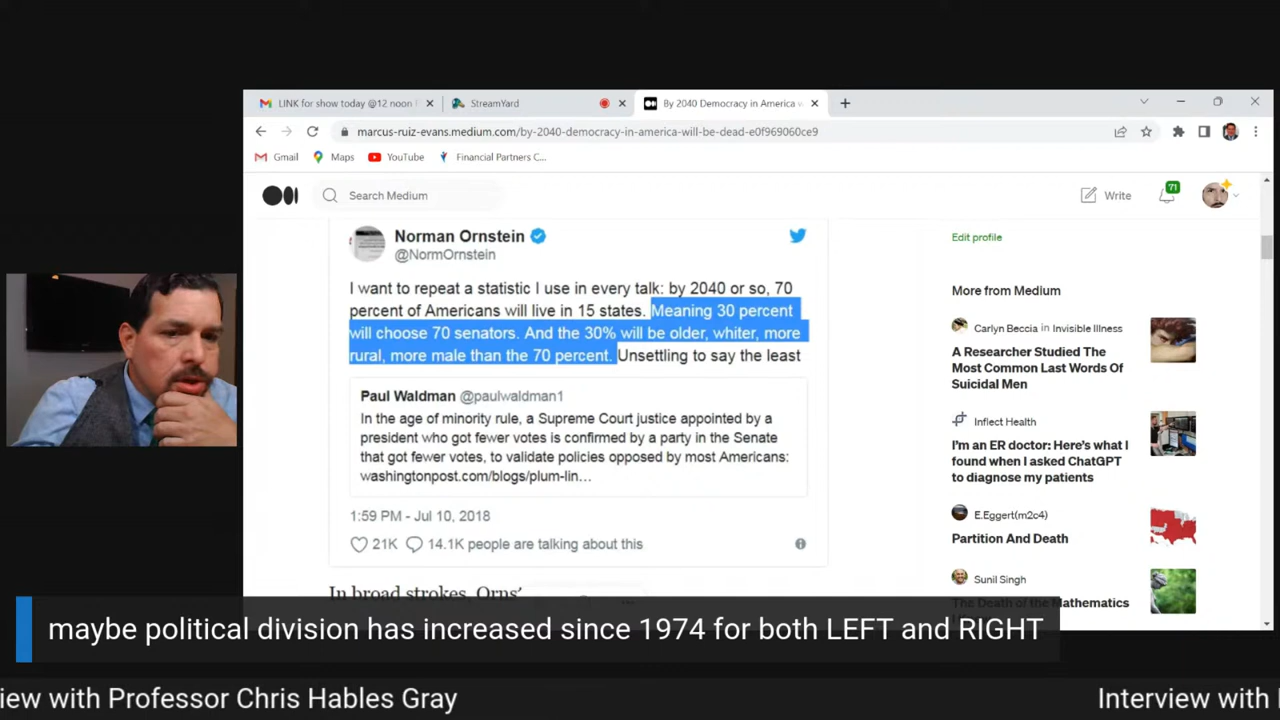 LINK for show today @12 noon
StreamYard
By 2040 Democracy in America w
marcus-ruiz-evans.medium.com/by-2040-democracy-in-america-will-be-dead-e0f969060ce9
Gmail
Maps
YouTube
Financial Partners C...
Search Medium
Write
71
Norman Ornstein
@NormOrnstein
I want to repeat a statistic I use in every talk: by 2040 or so, 70
percent of Americans will live in 15 states. Meaning 30 percent
will choose 70 senators. And the 30% will be older, whiter, more
rural, more male than the 70 percent. Unsettling to say the least
Paul Waldman @paulwaldman1
In the age of minority rule, a Supreme Court justice appointed by a
president who got fewer votes is confirmed by a party in the Senate
that got fewer votes, to validate policies opposed by most Americans:
washingtonpost.com/blogs/plum-lin...
1:59 PM - Jul 10, 2018
21K
14.1K people are talking about this
In broad strokes, Orns'
Edit profile
More from Medium
Carlyn Beccia in Invisible Illness
A Researcher Studied The
Most Common Last Words Of
Suicidal Men
Inflect Health
I'm an ER doctor: Here's what I
found when I asked ChatGPT
to diagnose my patients
E.Eggert(m2c4)
Partition And Death
Sunil Singh
The Death of the Mathematics
maybe political division has increased since 1974 for both LEFT and RIGHT
iew with Professor Chris Hables Gray
Interview with